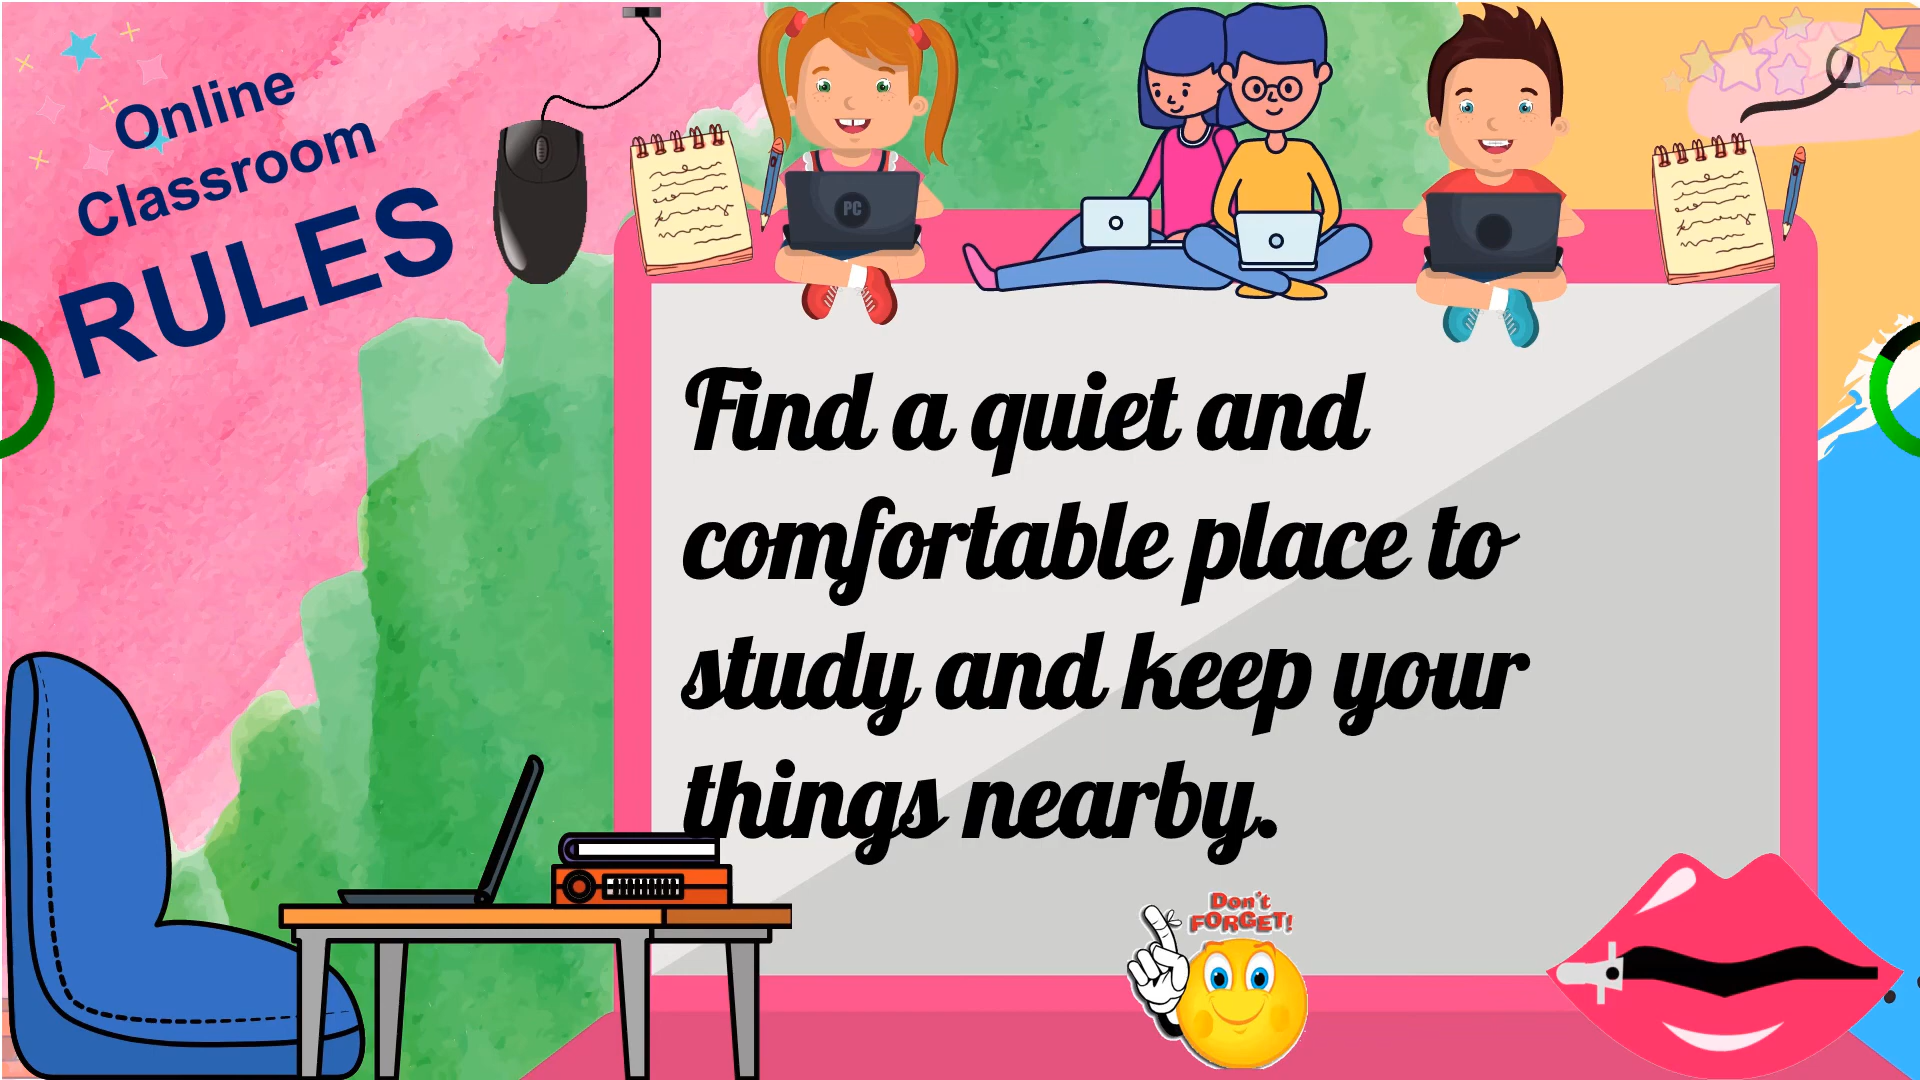 Online
Classroom
RULES
PC
Find a quiet and
comfortable place to
study and keep your
things nearby.
Don't
FORGET!